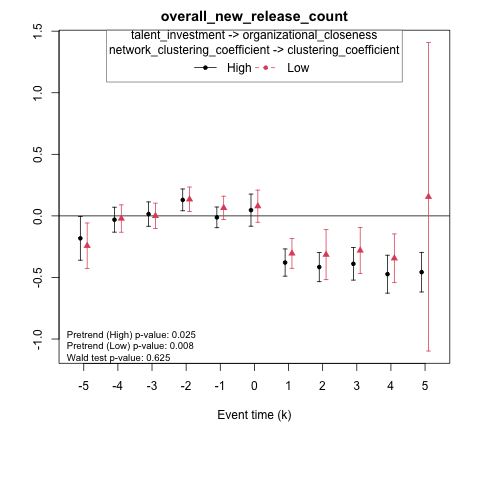 overall_new_release_count
talent_investment -> organizational_closeness
network_clustering_coefficient -> clustering_coefficient
High Low
1.5
1.0
0.5
0.0
-0.5
-1.0
Pretrend (High) p-value: 0.025
Pretrend (Low) p-value: 0.008
Wald test p-value: 0.625
-5 -4 -3 -2 -1 0 1 2 3 4 5
Event time (k)